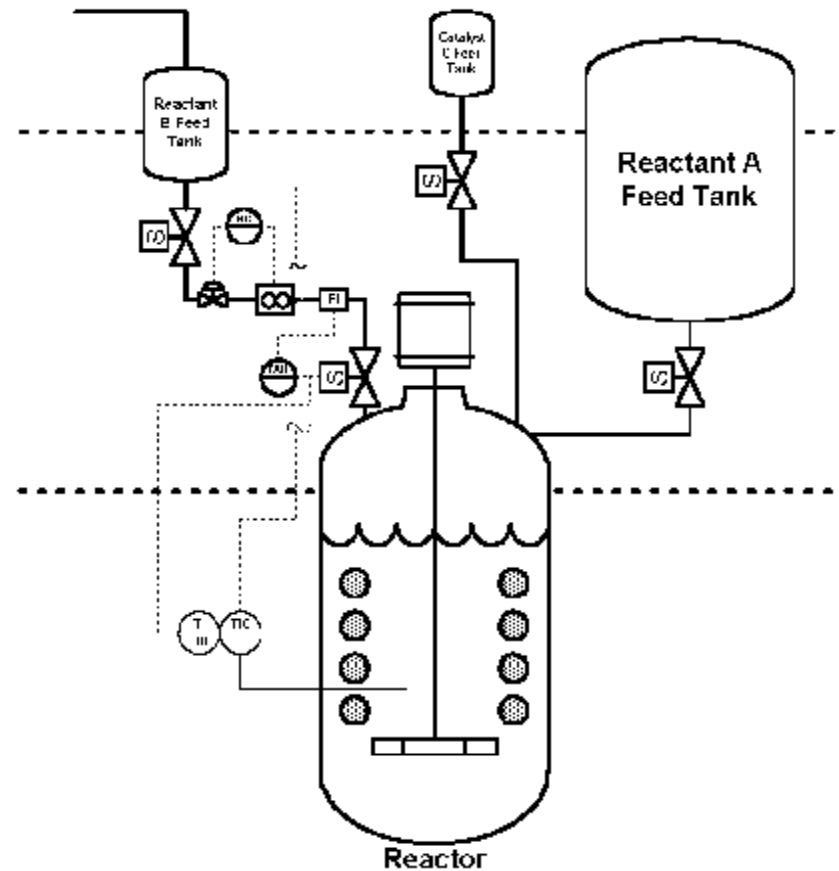 Reactant
B Feed
Tank
Catalyst
C Feed
Tank
Reactant A
Feed Tank
S
S
FI
S
S
T
TIC
Reactor